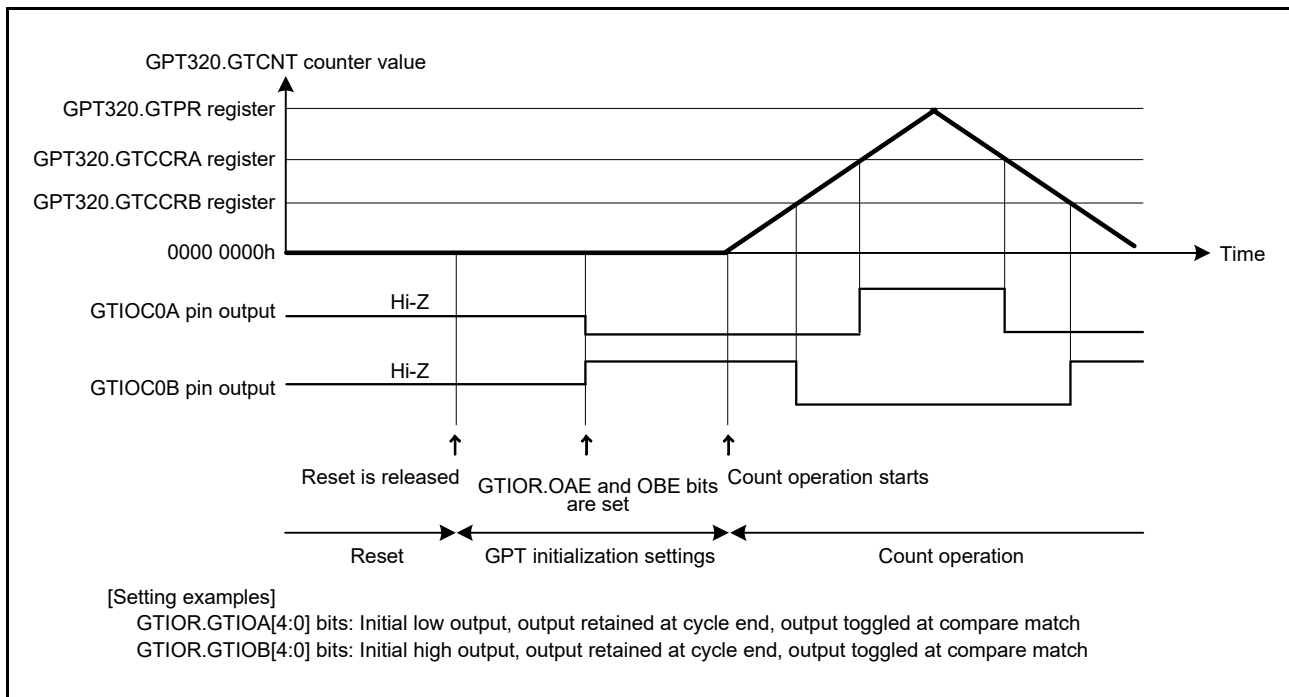 GPT320.GTCNT counter value
GPT320.GTPR register
GPT320.GTCCRA register
GPT320.GTCCRB register
0000 0000h
Time
Hi-Z
GTIOC0A pin output
Hi-Z
GTIOC0B pin output
Reset is released
GTIOR.OAE and OBE bits
are set
Count operation starts
Reset
GPT initialization settings
Count operation
[Setting examples]
GTIOR.GTIOA[4:0] bits: Initial low output, output retained at cycle end, output toggled at compare match
GTIOR.GTIOB[4:0] bits: Initial high output, output retained at cycle end, output toggled at compare match